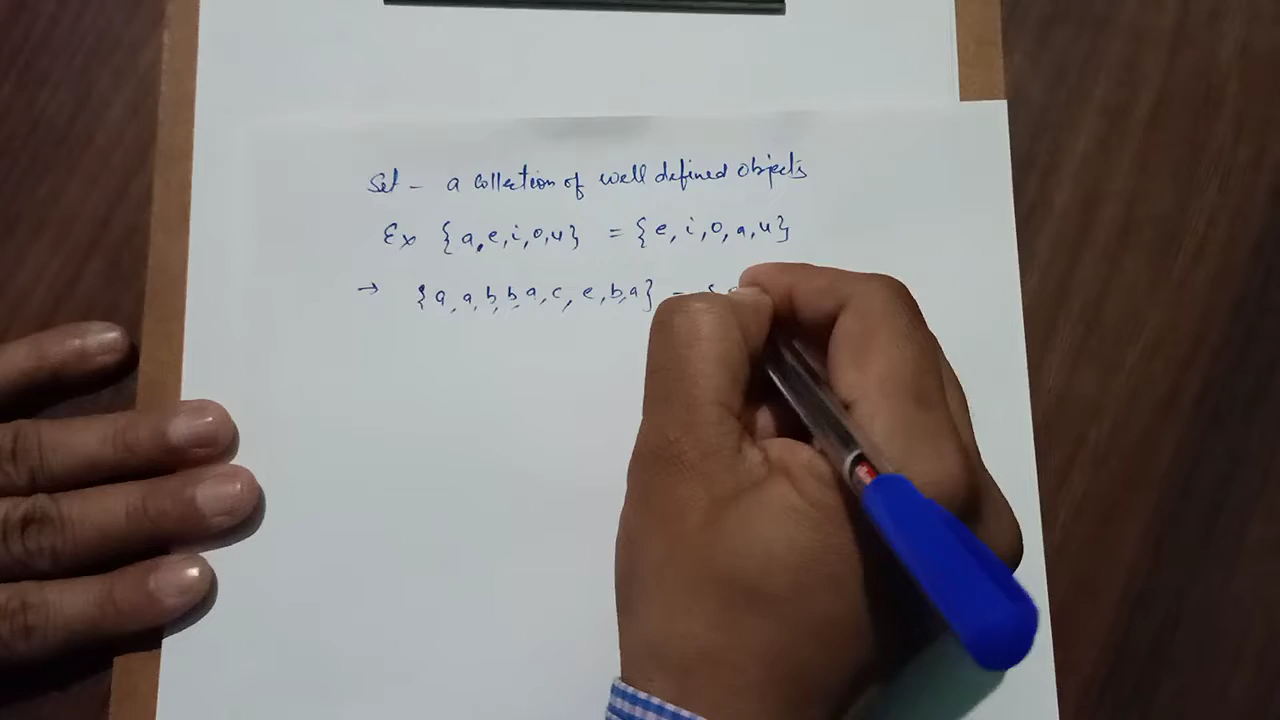 Set - a collection of well defined objects
Ex {a,e,i,o,u} = {e,i,o,a,u}
→ {a,a,b,b,a,c,e,b,a} = {